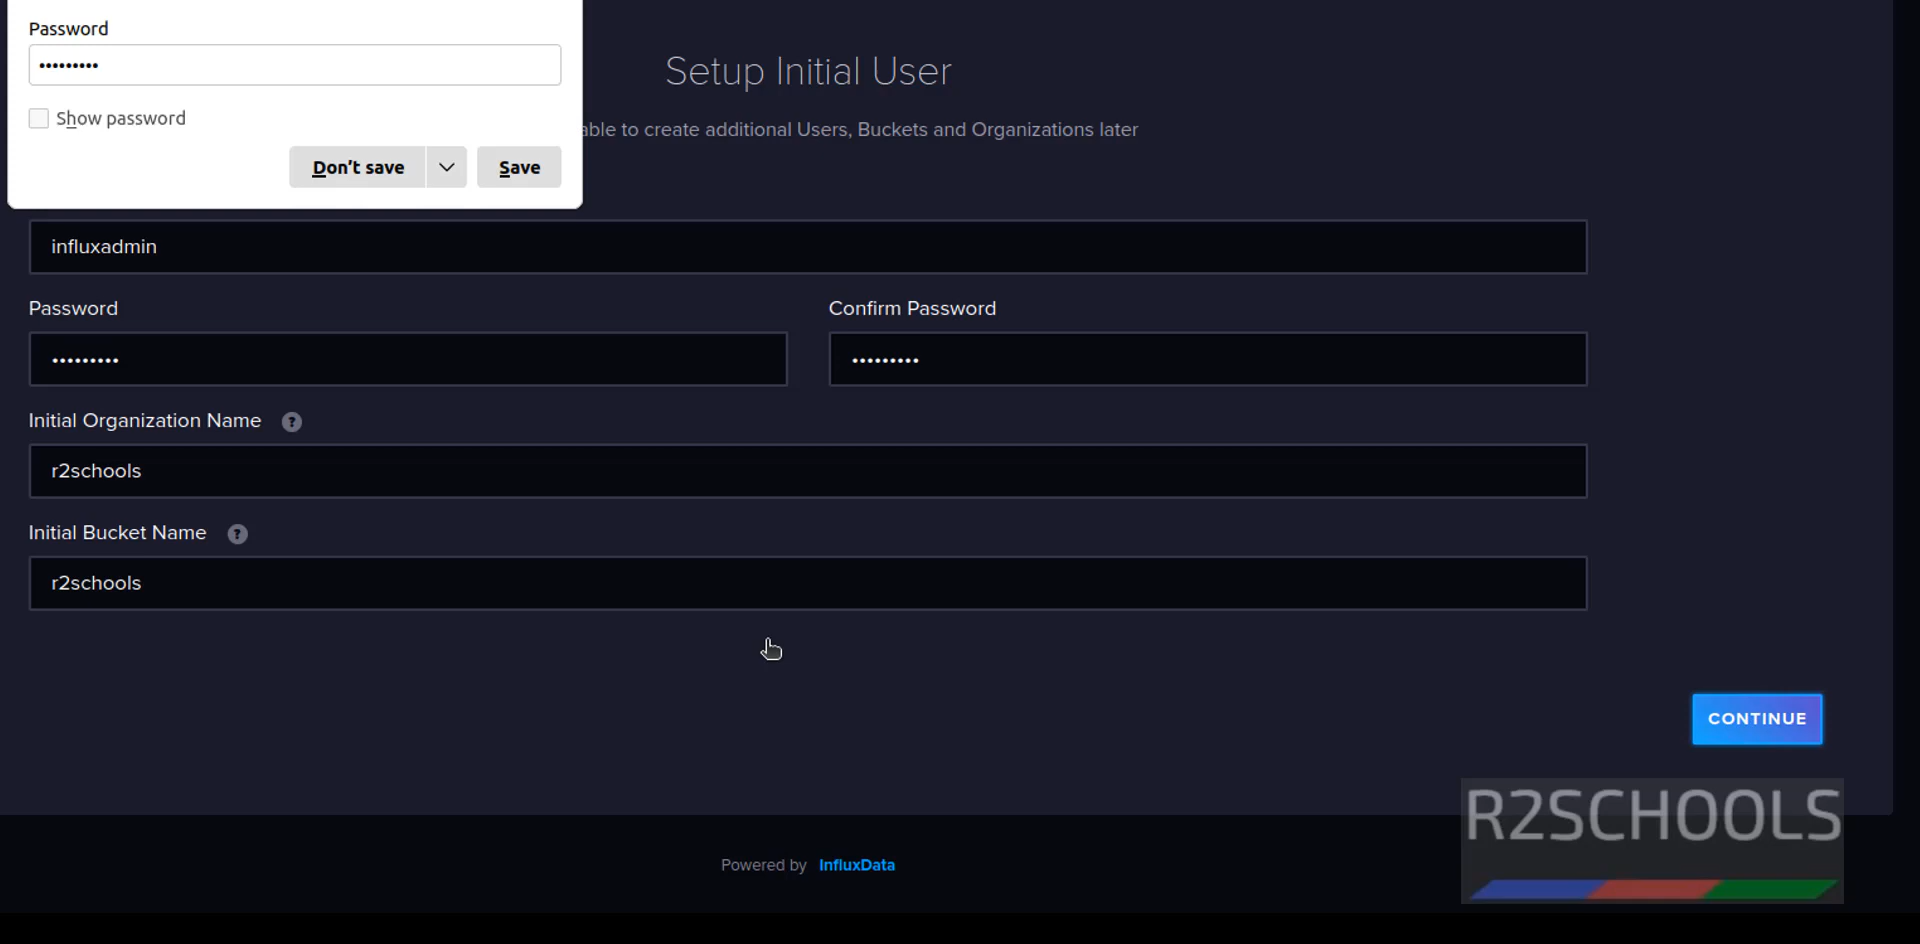 Password
•••••••••
Show password
Don't save
Save
Setup Initial User
able to create additional Users, Buckets and Organizations later
influxadmin
Password
Confirm Password
•••••••••
•••••••••
Initial Organization Name ?
r2schools
Initial Bucket Name ?
r2schools
CONTINUE
R2SCHOOLS
Powered by InfluxData